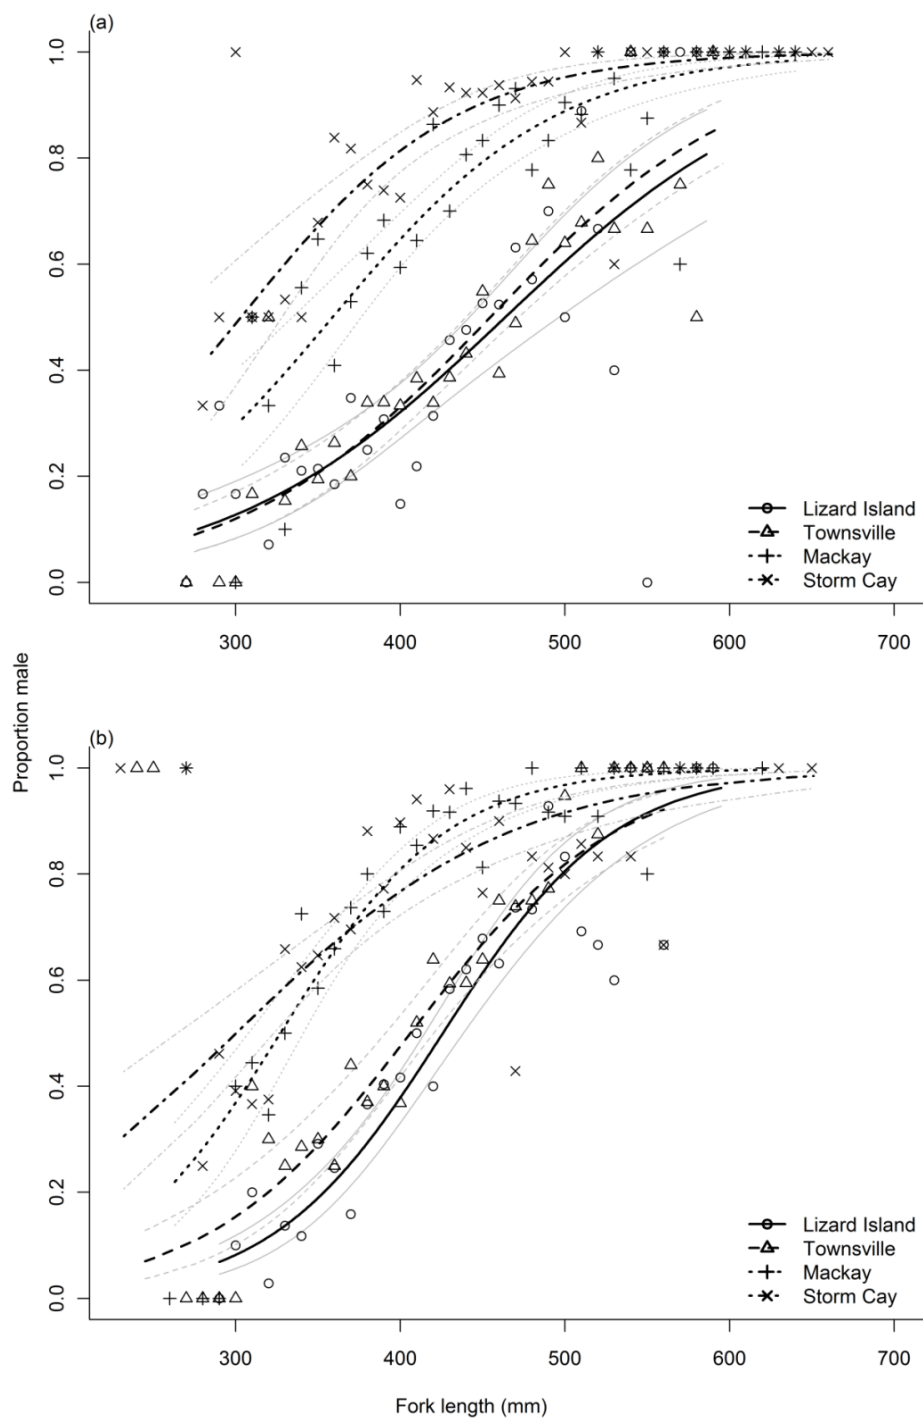 (a)
1.0
0.8
0.6
0.4
0.2
0.0
Lizard Island
Townsville
Mackay
Storm Cay
300 400 500 600 700
Proportion male
(b)
1.0
0.8
0.6
0.4
0.2
0.0
Lizard Island
Townsville
Mackay
Storm Cay
300 400 500 600 700
Fork length (mm)